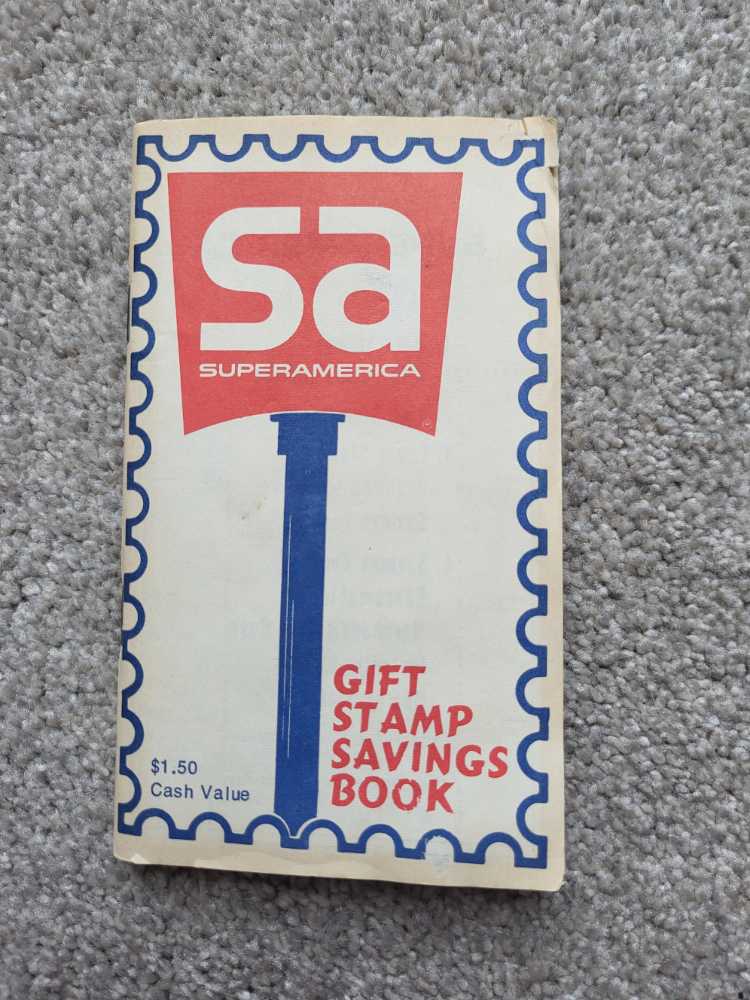 sa
SUPERAMERICA
GIFT
STAMP
SAVINGS
BOOK
$1.50
Cash Value